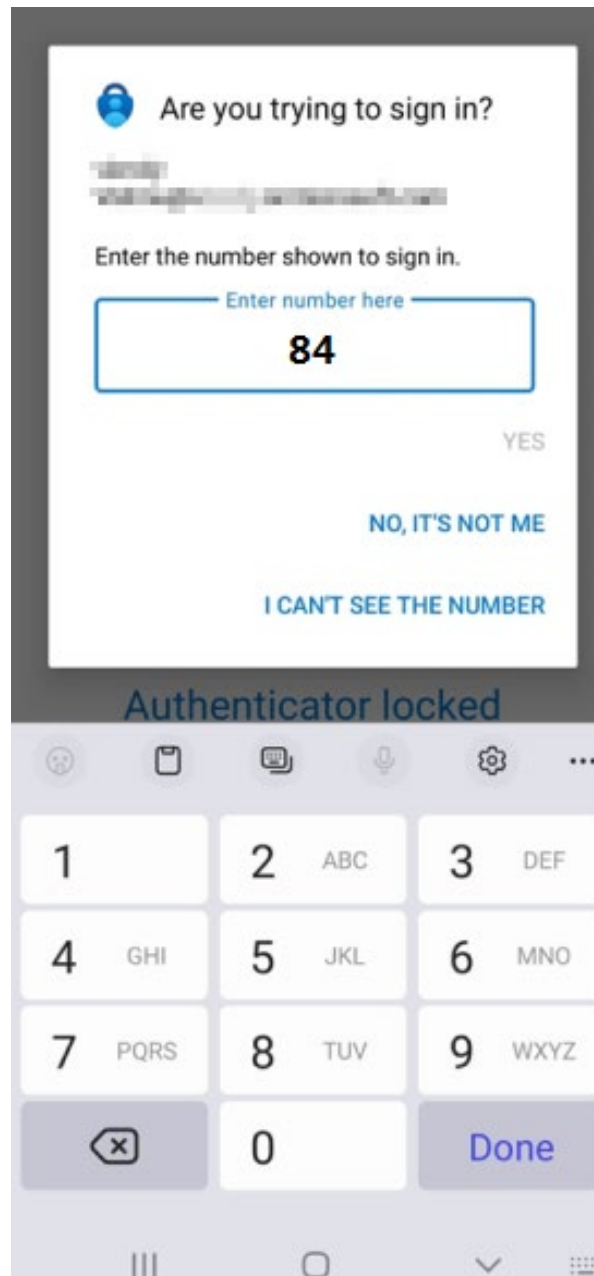 Are you trying to sign in?
Enter the number shown to sign in.
Enter number here
84
YES
NO, IT'S NOT ME
I CAN'T SEE THE NUMBER
Authenticator locked
1
2 ABC
3 DEF
4 GHI
5 JKL
6 MNO
7 PQRS
8 TUV
9 WXYZ
0
Done